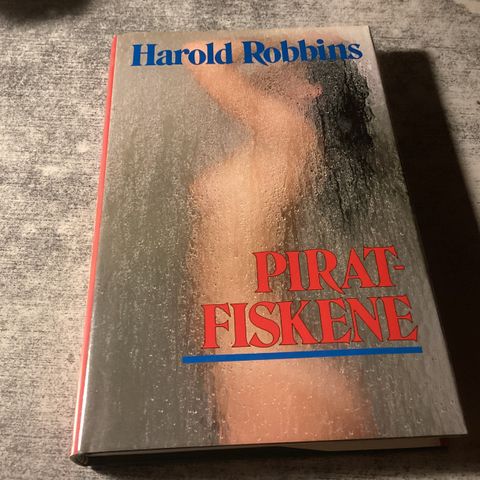 Harold Robbins
PIRAT-
FISKENE